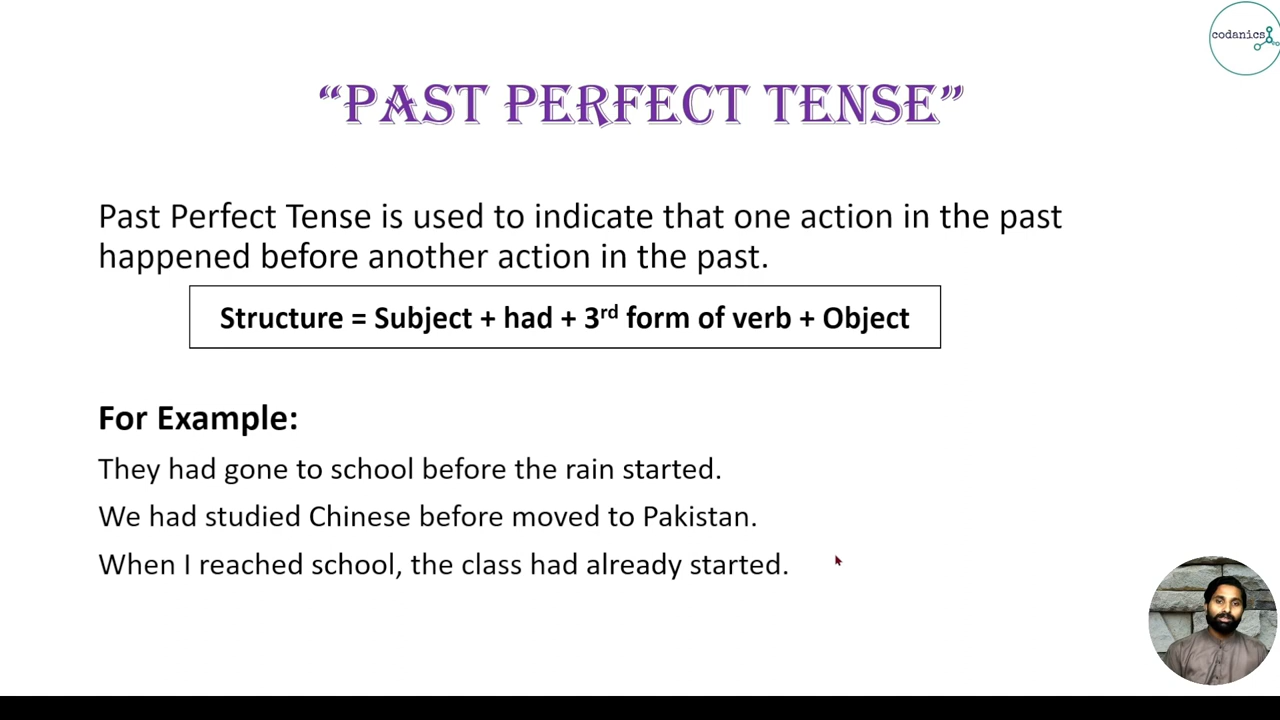 codanics
“PAST PERFECT TENSE”
Past Perfect Tense is used to indicate that one action in the past
happened before another action in the past.
Structure = Subject + had + 3rd form of verb + Object
For Example:
They had gone to school before the rain started.
We had studied Chinese before moved to Pakistan.
When I reached school, the class had already started.